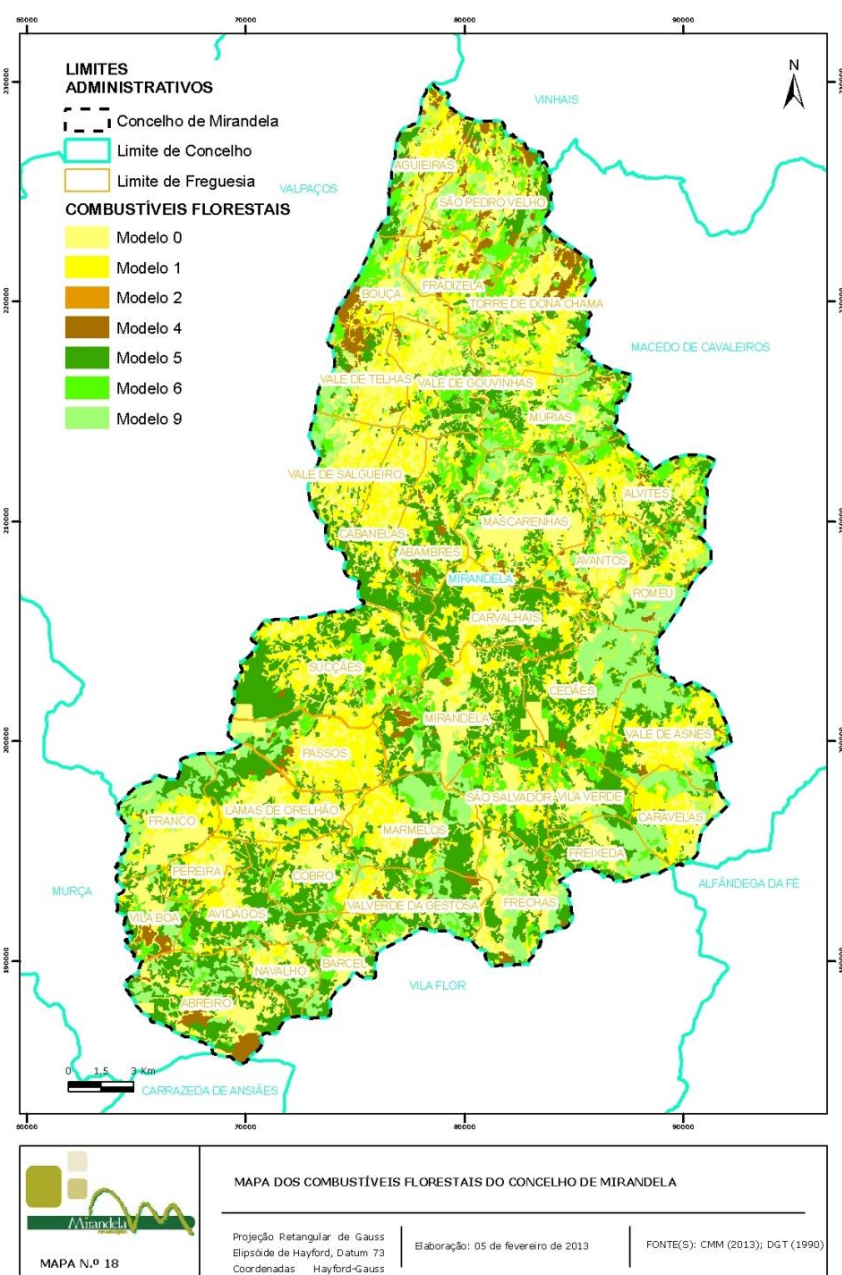 60000 70000 80000 90000
LIMITES
ADMINISTRATIVOS
Concelho de Mirandela
Limite de Concelho
Limite de Freguesia
COMBUSTÍVEIS FLORESTAIS
Modelo 0
Modelo 1
Modelo 2
Modelo 4
Modelo 5
Modelo 6
Modelo 9
N
230000
VINHAIS
AGUIEIRAS
VALPAÇOS
SÃO PEDRO VELHO
FRADIZELA
BOUÇA
220000
TORRE DE DONA CHAMA
MACEDO DE CAVALEIROS
VALE DE TELHAS
VALE DE GOUVINHAS
MÚRIAS
VALE DE SALGUEIRO
ALVITES
210000
MASCARENHAS
CABANELAS
ABAMBRES
AVANTOS
MIRANDELA
ROMEU
CARVALHAIS
SUCÇÃES
CEDÃES
MIRANDELA
VALE DE ASNES
200000
PASSOS
SÃO SALVADOR
VILA VERDE
LAMAS DE ORELHÃO
FRANCO
CARAVELAS
MARMELOS
FREIXEDA
PEREIRA
COBRO
MURÇA
ALFÂNDEGA DA FÉ
VILA BOA
AVIDAGOS
VALVERDE DA GESTOSA
FRECHAS
190000
BARCEL
NAVALHO
VILA FLOR
ABREIRO
0 1,5 3 Km
CARRAZEDA DE ANSIÃES
60000 70000 80000 90000
Mirandela
MAPA N.º 18
MAPA DOS COMBUSTÍVEIS FLORESTAIS DO CONCELHO DE MIRANDELA
Projeção Retangular de Gauss
Elipsóide de Hayford, Datum 73
Coordenadas Hayford-Gauss
Elaboração: 05 de fevereiro de 2013
FONTE(S): CMM (2013); DGT (1990)